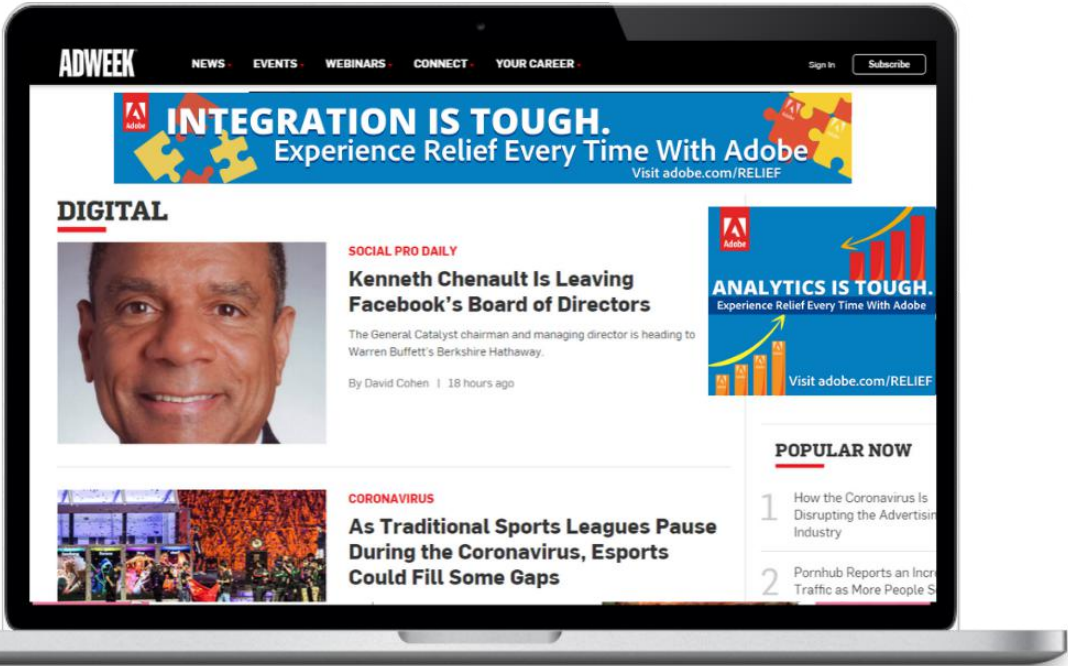 ADWEEK
NEWS
EVENTS
WEBINARS
CONNECT
YOUR CAREER
Sign In
Subscribe
Adobe
INTEGRATION IS TOUGH.
Experience Relief Every Time With Adobe
Visit adobe.com/RELIEF
DIGITAL
SOCIAL PRO DAILY
Kenneth Chenault Is Leaving
Facebook's Board of Directors
The General Catalyst chairman and managing director is heading to
Warren Buffett's Berkshire Hathaway.
By David Cohen | 18 hours ago
Adobe
ANALYTICS IS TOUGH.
Experience Relief Every Time With Adobe
Visit adobe.com/RELIEF
CORONAVIRUS
As Traditional Sports Leagues Pause
During the Coronavirus, Esports
Could Fill Some Gaps
POPULAR NOW
1
How the Coronavirus Is
Disrupting the Advertisin
Industry
2
Pornhub Reports an Incr
Traffic as More People S